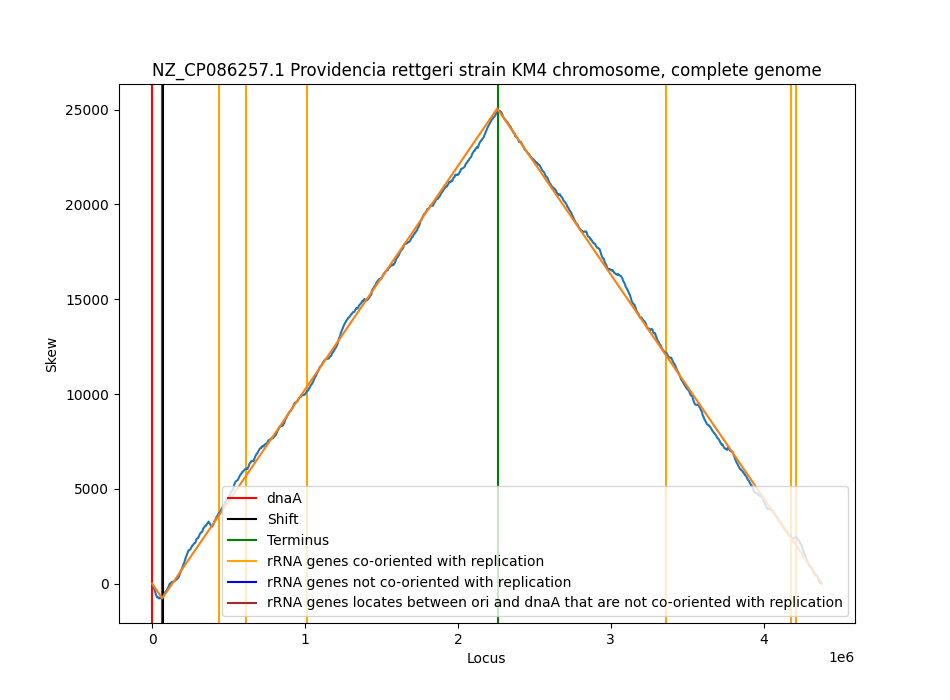 NZ_CP086257.1 Providencia rettgeri strain KM4 chromosome, complete genome
25000
20000
15000
10000
5000
0
Skew
dnaA
Shift
Terminus
rRNA genes co-oriented with replication
rRNA genes not co-oriented with replication
rRNA genes locates between ori and dnaA that are not co-oriented with replication
0 1 2 3 4
1e6
Locus